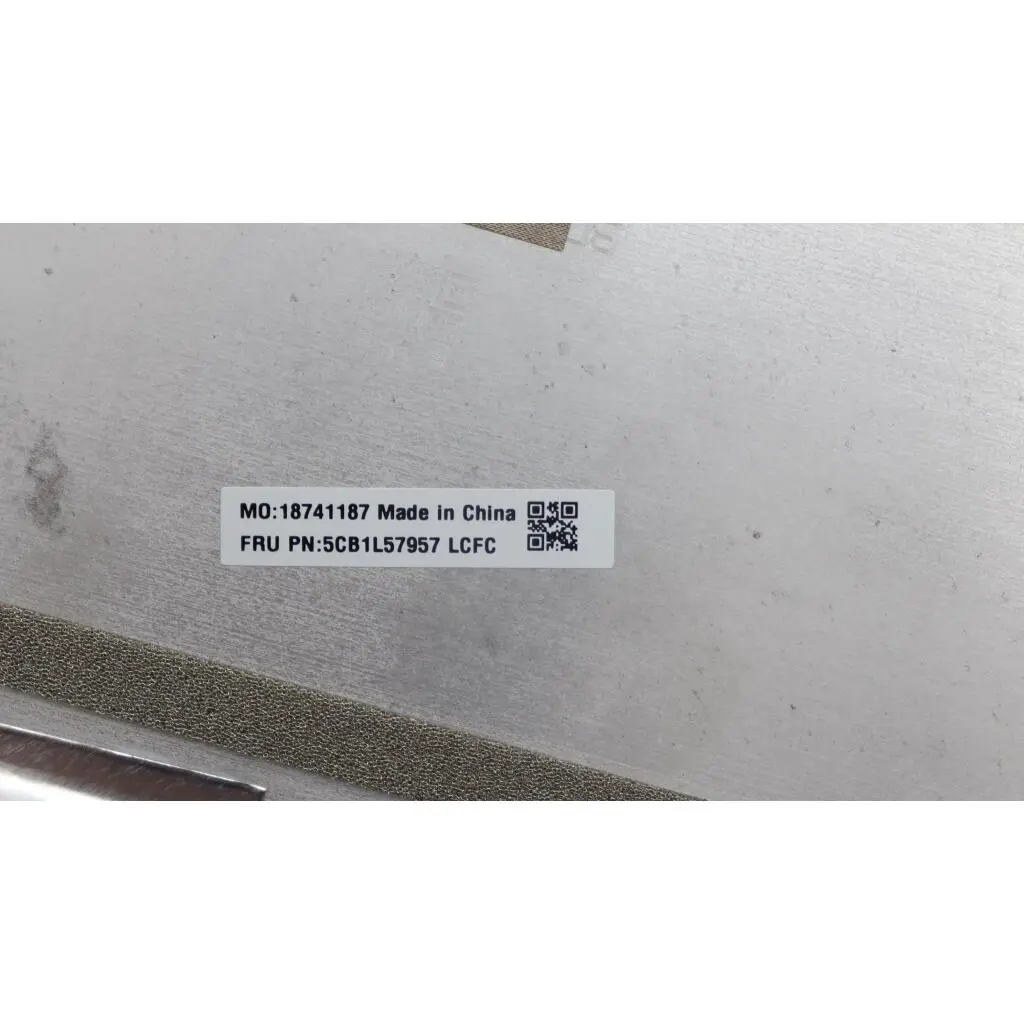 MO:18741187 Made in China
FRU PN:5CB1L57957 LCFC